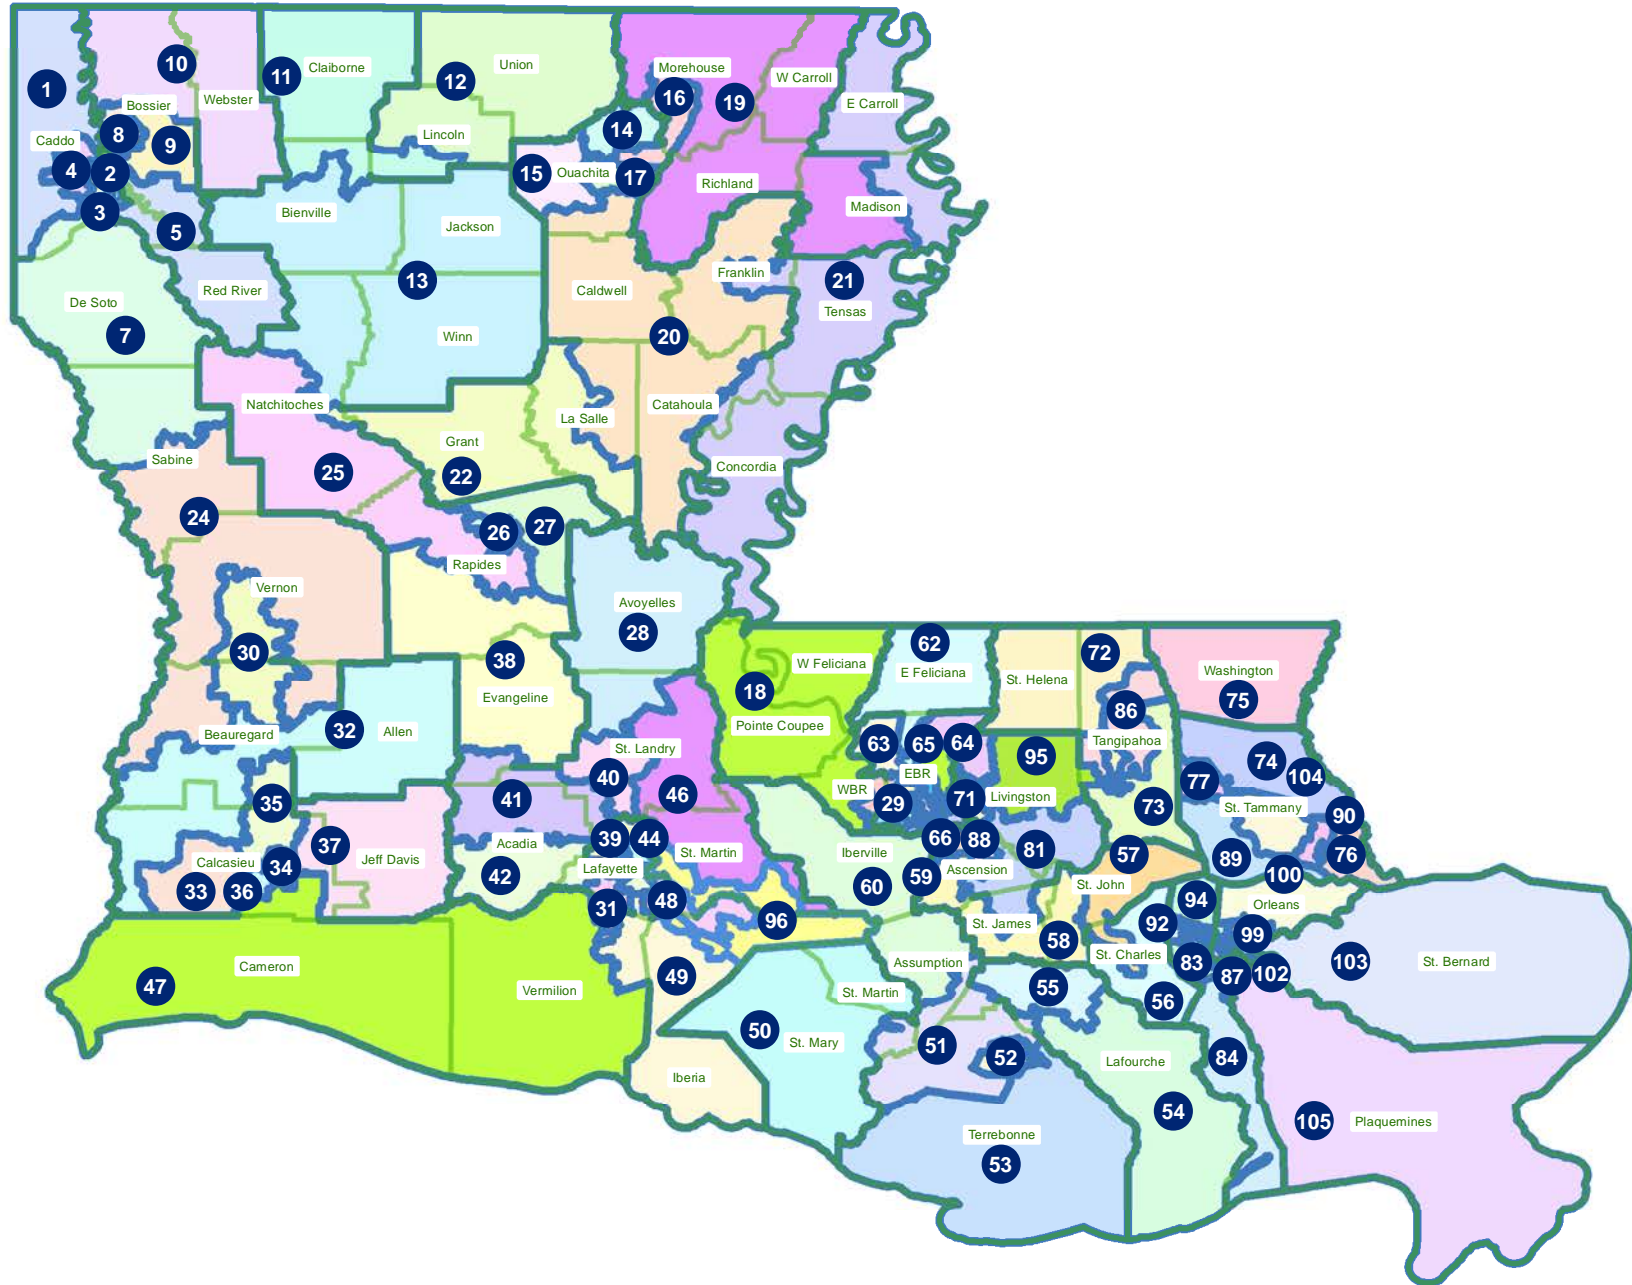 10
1
11
Claiborne
12
Union
Morehouse
W Carroll
16
19
Webster
Bossier
E Carroll
8
9
Caddo
14
Lincoln
4
2
15
Ouachita
17
Richland
3
5
Bienville
Jackson
Madison
De Soto
Red River
13
Caldwell
Franklin
21
Tensas
7
Winn
20
Natchitoches
La Salle
Catahoula
Grant
Sabine
25
22
Concordia
24
26
27
Rapides
Vernon
Avoyelles
28
30
38
Evangeline
62
E Feliciana
W Feliciana
18
Pointe Coupee
St. Helena
72
Washington
75
32
Allen
Beauregard
86
Tangipahoa
63
65
64
EBR
95
St. Landry
40
74
104
77
35
41
46
WBR
29
71
Livingston
73
St. Tammany
90
37
Jeff Davis
Acadia
39
44
66
88
81
57
89
76
Calcasieu
34
42
Lafayette
St. Martin
Iberville
60
59
Ascension
St. John
100
33
36
31
48
96
94
Orleans
St. James
58
92
99
St. Charles
83
87
102
103
St. Bernard
Cameron
47
Vermilion
49
Assumption
St. Martin
55
56
50
St. Mary
51
52
Lafourche
84
Iberia
54
105
Plaquemines
Terrebonne
53